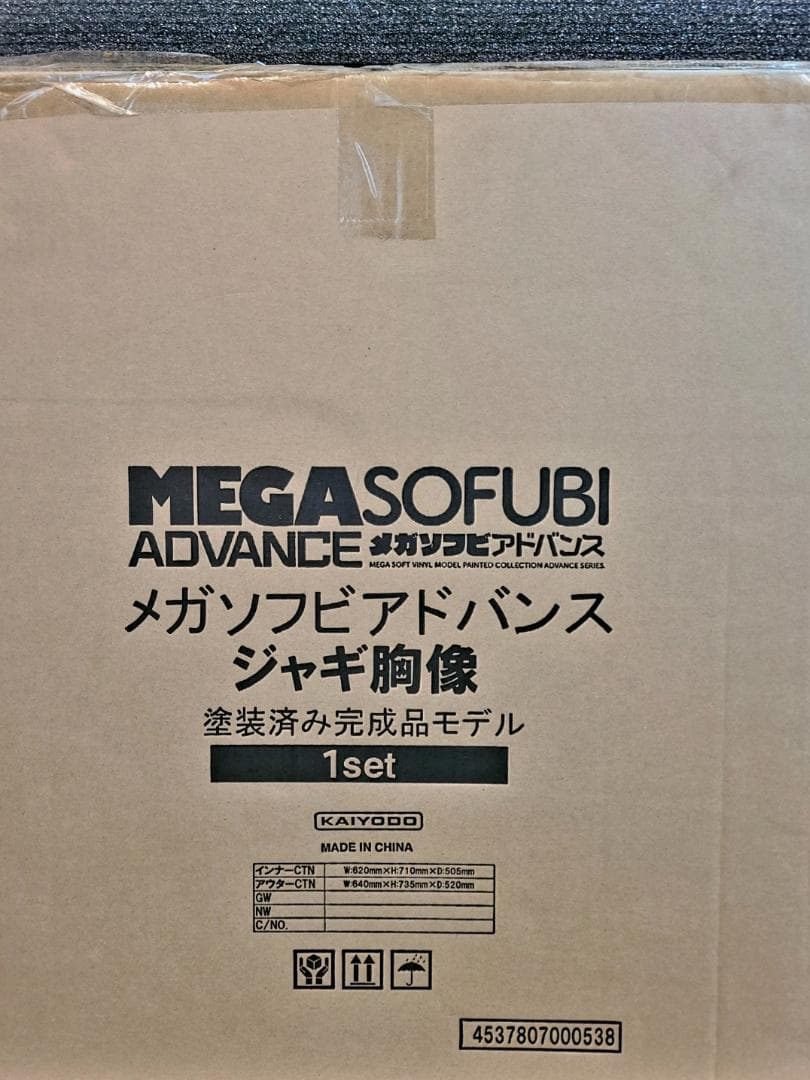 MEGASOFUBI
ADVANCE メガソフビアドバンス
MEGA SOFT VINYL MODEL PAINTED COLLECTION ADVANCE SERIES.
メガソフビアドバンス
ジャギ胸像
塗装済み完成品モデル
1set
KAIYODO
MADE IN CHINA
インナーCTN W:620mm×H:710mm×D:505mm
アウターCTN W:640mm×H:735mm×D:520mm
GW
NW
C/NO.
4537807000538